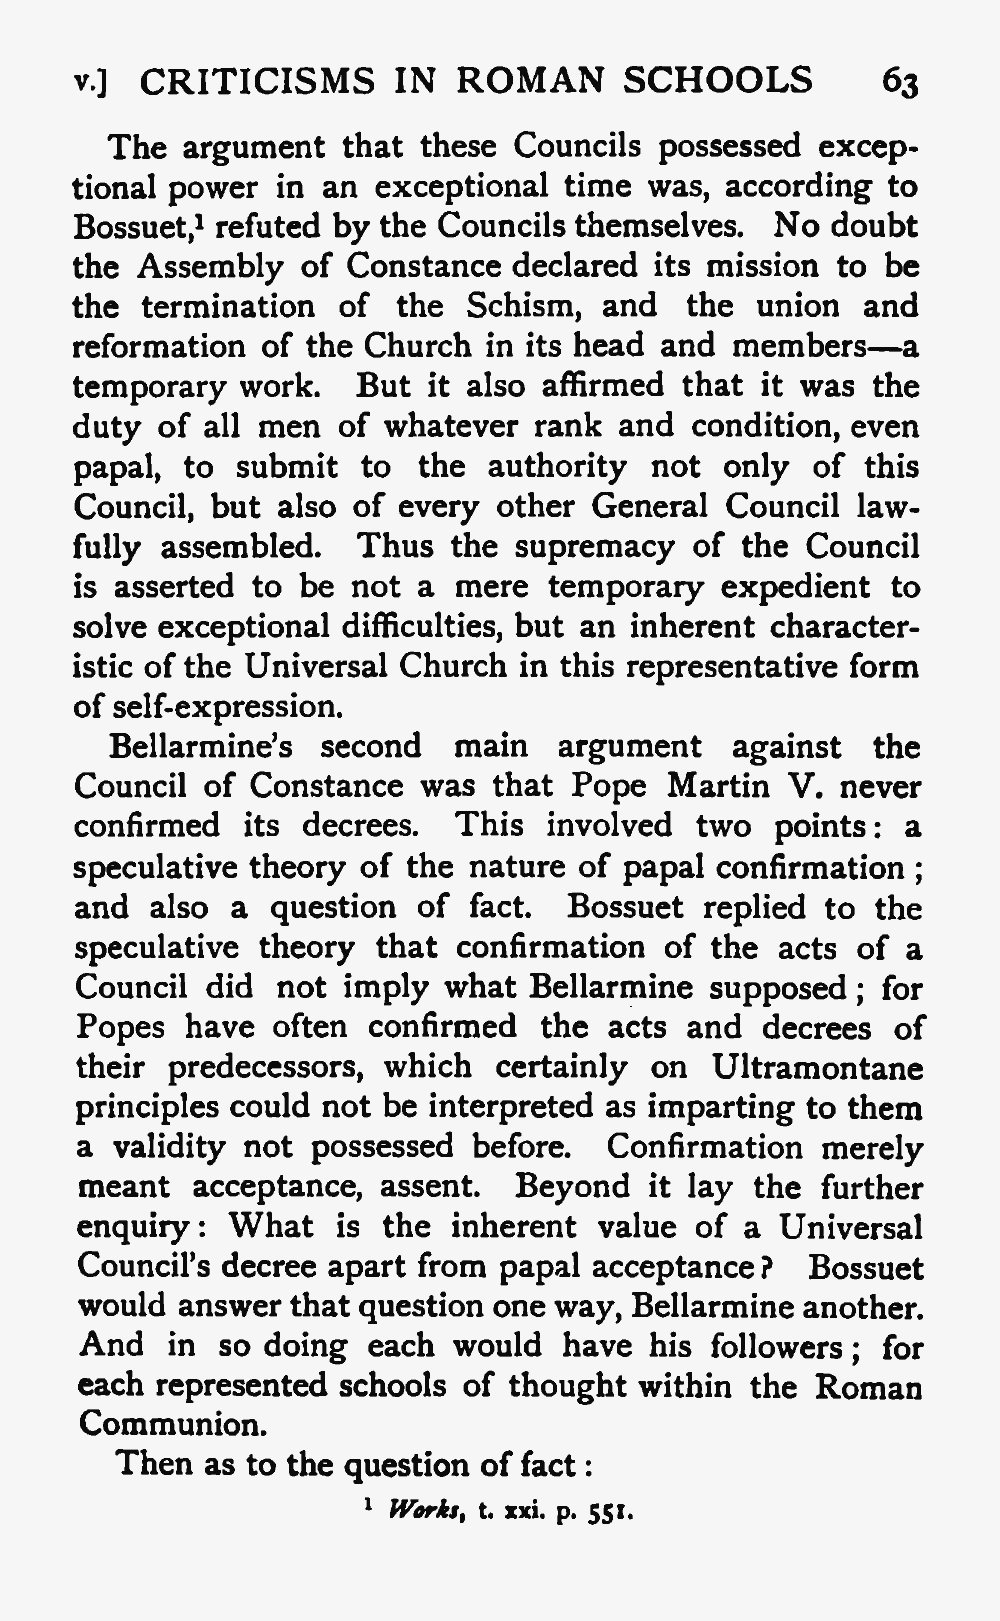 v.] CRITICISMS IN ROMAN SCHOOLS 63
The argument that these Councils possessed excep-
tional power in an exceptional time was, according to
Bossuet,¹ refuted by the Councils themselves. No doubt
the Assembly of Constance declared its mission to be
the termination of the Schism, and the union and
reformation of the Church in its head and members—a
temporary work. But it also affirmed that it was the
duty of all men of whatever rank and condition, even
papal, to submit to the authority not only of this
Council, but also of every other General Council law-
fully assembled. Thus the supremacy of the Council
is asserted to be not a mere temporary expedient to
solve exceptional difficulties, but an inherent character-
istic of the Universal Church in this representative form
of self-expression.
Bellarmine's second main argument against the
Council of Constance was that Pope Martin V. never
confirmed its decrees. This involved two points: a
speculative theory of the nature of papal confirmation;
and also a question of fact. Bossuet replied to the
speculative theory that confirmation of the acts of a
Council did not imply what Bellarmine supposed; for
Popes have often confirmed the acts and decrees of
their predecessors, which certainly on Ultramontane
principles could not be interpreted as imparting to them
a validity not possessed before. Confirmation merely
meant acceptance, assent. Beyond it lay the further
enquiry: What is the inherent value of a Universal
Council's decree apart from papal acceptance? Bossuet
would answer that question one way, Bellarmine another.
And in so doing each would have his followers; for
each represented schools of thought within the Roman
Communion.
Then as to the question of fact:
¹ Works, t. xxi. p. 551.